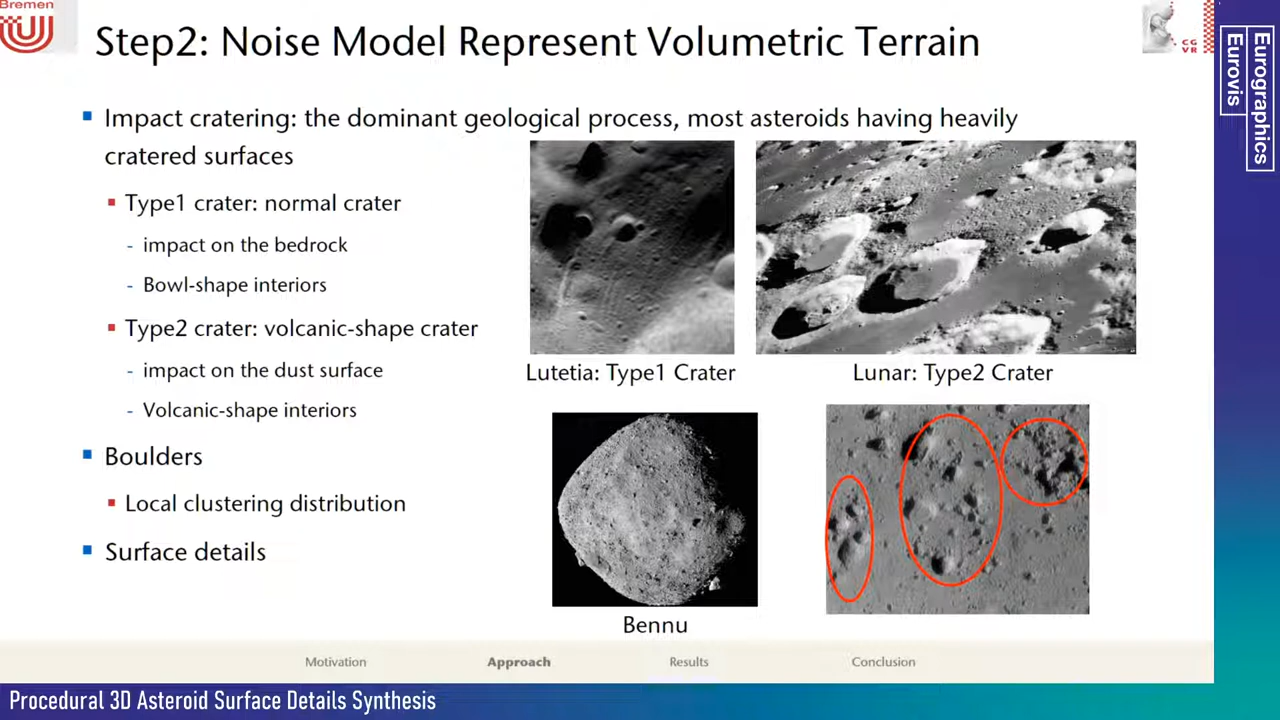 Bremen
Step2: Noise Model Represent Volumetric Terrain
CG
VR
Eurographics
Eurovis
Impact cratering: the dominant geological process, most asteroids having heavily
cratered surfaces
Type1 crater: normal crater
- impact on the bedrock
- Bowl-shape interiors
Type2 crater: volcanic-shape crater
- impact on the dust surface
- Volcanic-shape interiors
Boulders
Local clustering distribution
Surface details
Lutetia: Type1 Crater
Lunar: Type2 Crater
Bennu
Motivation
Approach
Results
Conclusion
Procedural 3D Asteroid Surface Details Synthesis